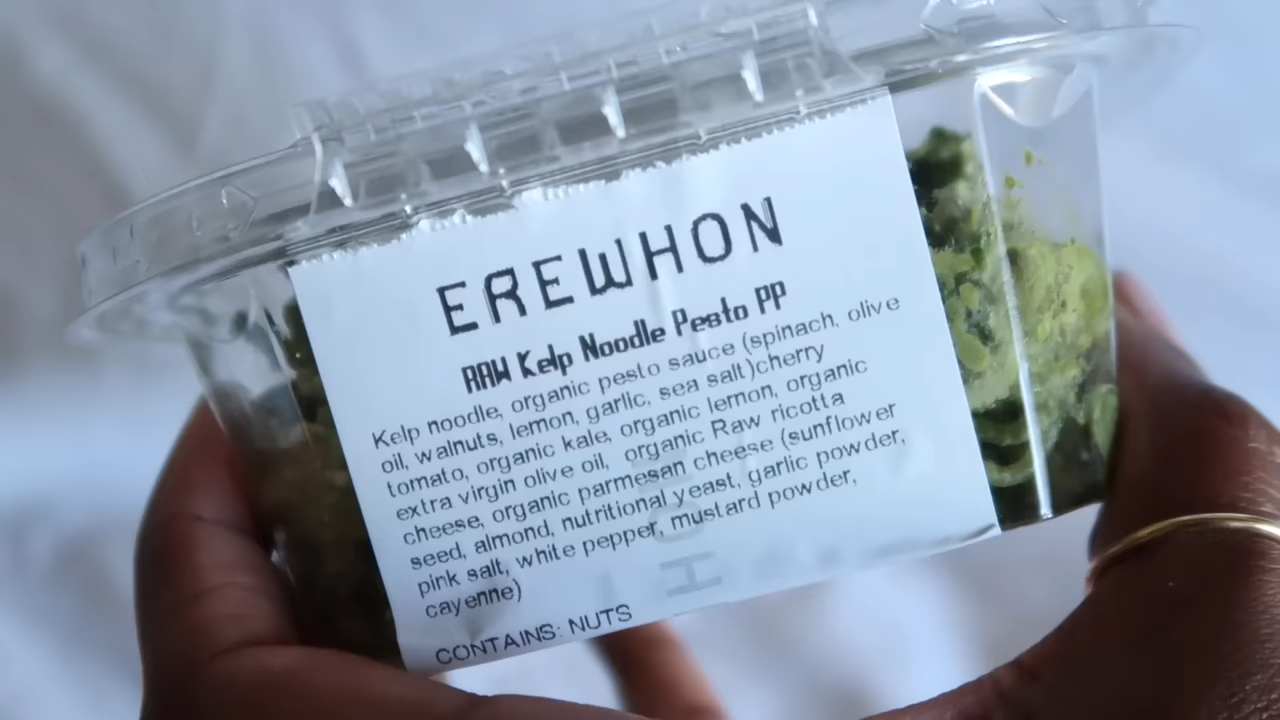 EREWHON
RAW Kelp Noodle Pesto PP
Kelp noodle, organic pesto sauce (spinach, olive
oil, walnuts, lemon, garlic, sea salt)cherry
tomato, organic kale, organic lemon, organic
extra virgin olive oil, organic Raw ricotta
cheese, organic parmesan cheese (sunflower
seed, almond, nutritional yeast, garlic powder,
pink salt, white pepper, mustard powder,
cayenne)
CONTAINS: NUTS